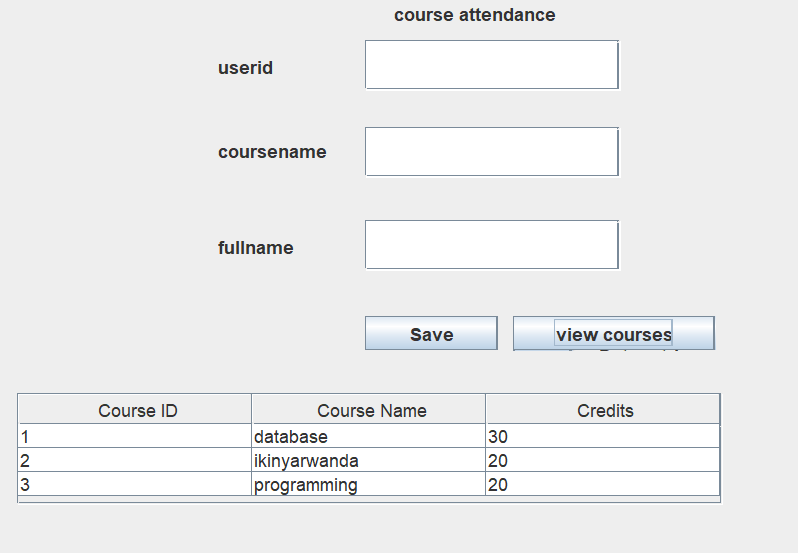 course attendance
userid
coursename
fullname
Save view courses
Course ID Course Name Credits
1 database 30
2 ikinyarwanda 20
3 programming 20